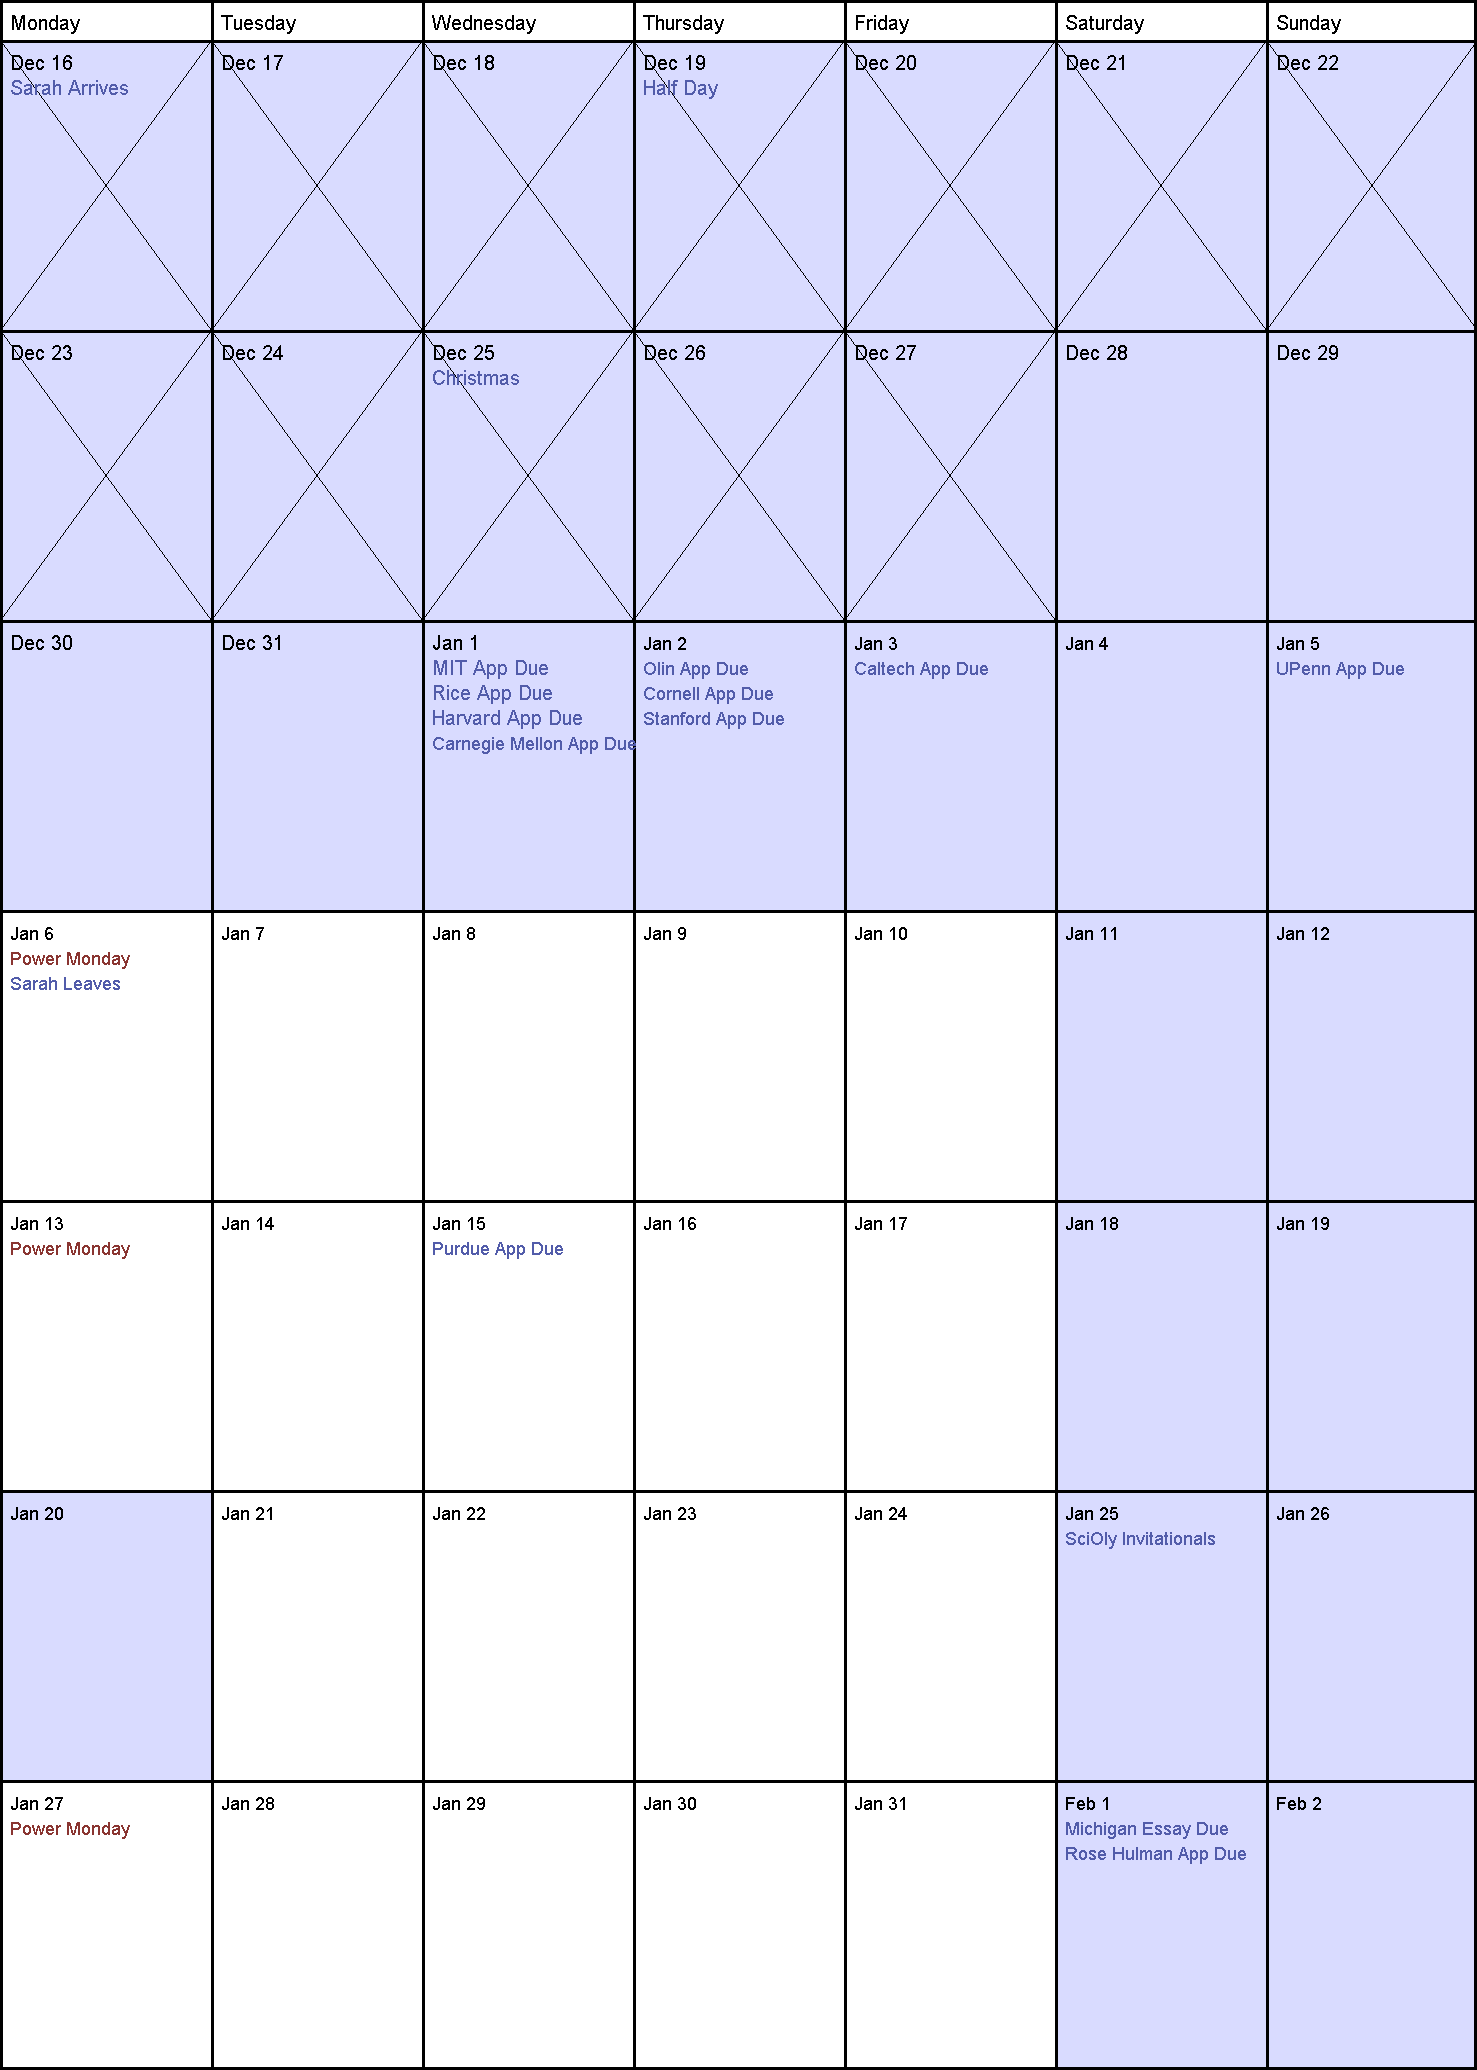 Monday
Tuesday
Wednesday
Thursday
Friday
Saturday
Sunday
Dec 16
Sarah Arrives
Dec 17
Dec 18
Dec 19
Half Day
Dec 20
Dec 21
Dec 22
Dec 23
Dec 24
Dec 25
Christmas
Dec 26
Dec 27
Dec 28
Dec 29
Dec 30
Dec 31
Jan 1
MIT App Due
Rice App Due
Harvard App Due
Carnegie Mellon App Due
Jan 2
Olin App Due
Cornell App Due
Stanford App Due
Jan 3
Caltech App Due
Jan 4
Jan 5
UPenn App Due
Jan 6
Power Monday
Sarah Leaves
Jan 7
Jan 8
Jan 9
Jan 10
Jan 11
Jan 12
Jan 13
Power Monday
Jan 14
Jan 15
Purdue App Due
Jan 16
Jan 17
Jan 18
Jan 19
Jan 20
Jan 21
Jan 22
Jan 23
Jan 24
Jan 25
SciOly Invitationals
Jan 26
Jan 27
Power Monday
Jan 28
Jan 29
Jan 30
Jan 31
Feb 1
Michigan Essay Due
Rose Hulman App Due
Feb 2